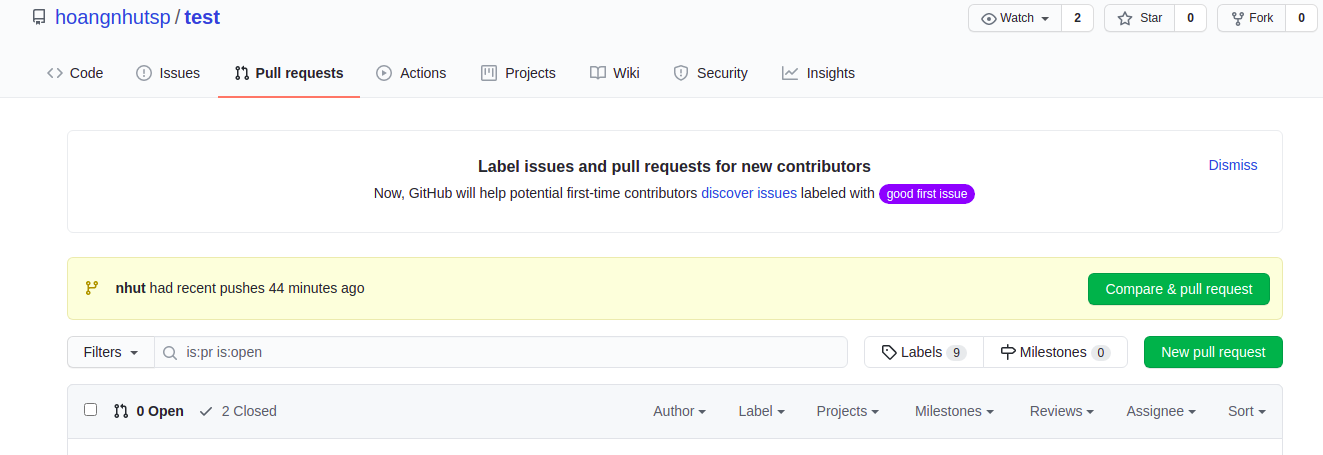 hoangnhutsp / test
Watch 2 Star 0 Fork 0
Code Issues Pull requests Actions Projects Wiki Security Insights
Label issues and pull requests for new contributors
Dismiss
Now, GitHub will help potential first-time contributors discover issues labeled with good first issue
nhut had recent pushes 44 minutes ago
Compare & pull request
Filters is:pr is:open Labels 9 Milestones 0 New pull request
0 Open 2 Closed Author Label Projects Milestones Reviews Assignee Sort